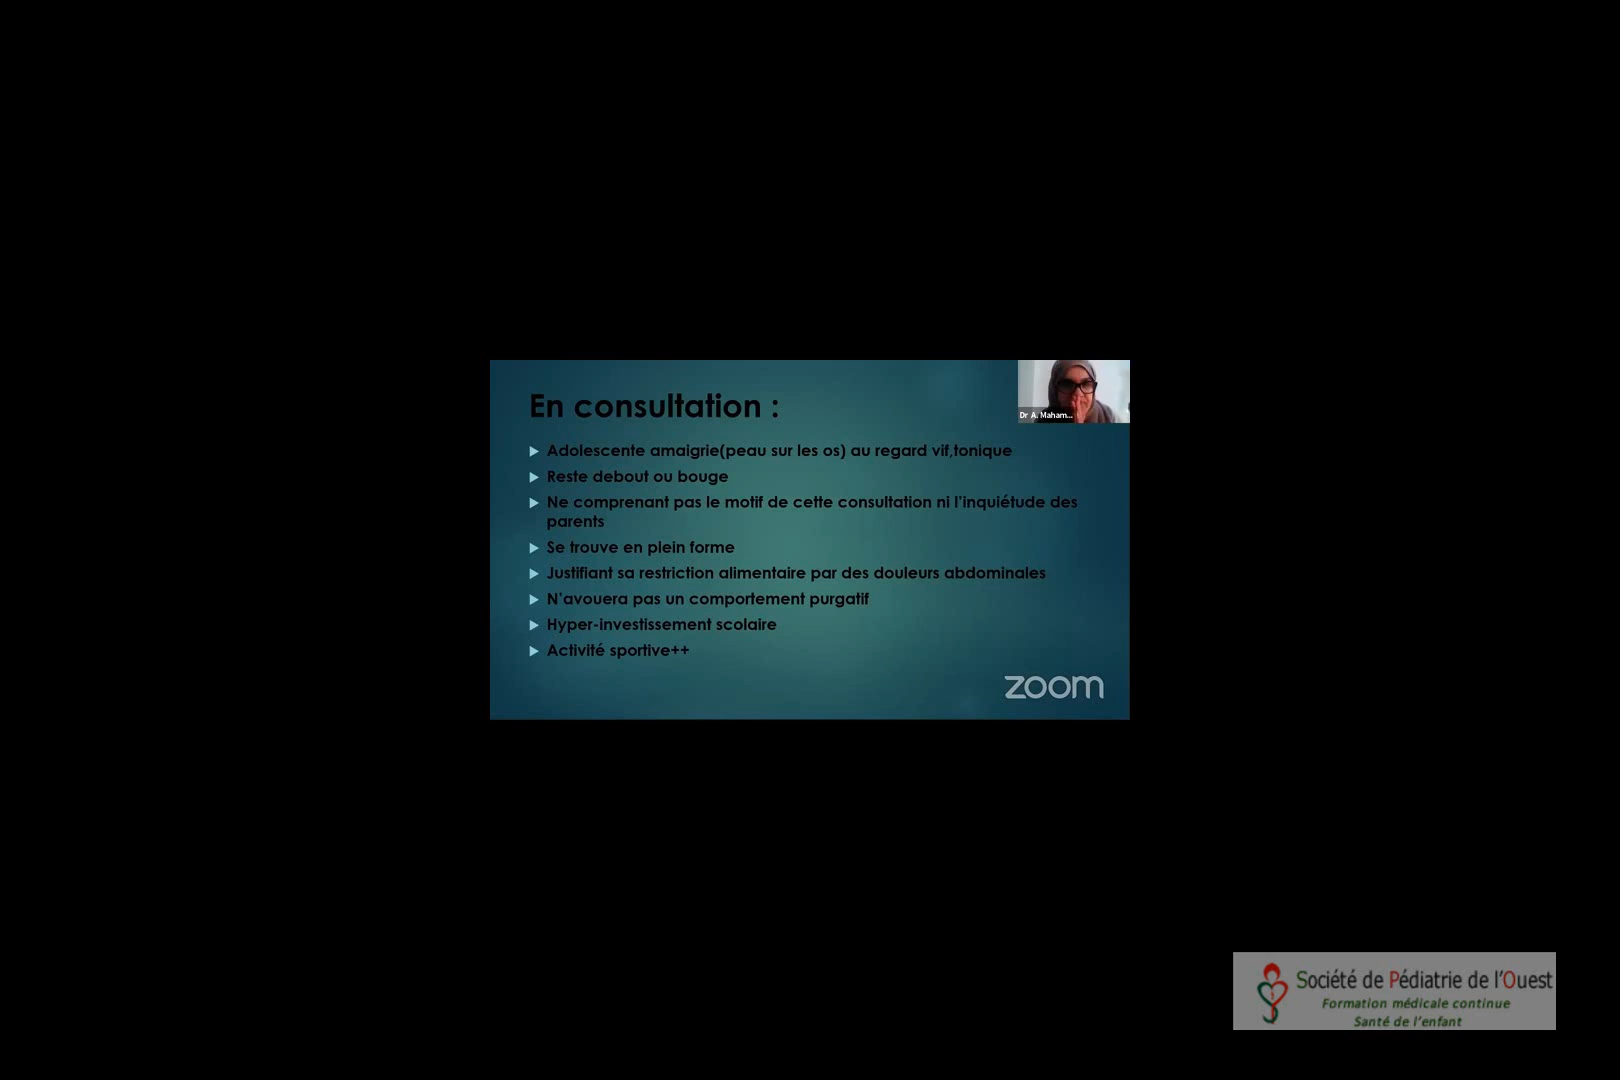 En consultation :
Dr A. Maham...
Adolescente amaigrie(peau sur les os) au regard vif,tonique
Reste debout ou bouge
Ne comprenant pas le motif de cette consultation ni l'inquiétude des
parents
Se trouve en plein forme
Justifiant sa restriction alimentaire par des douleurs abdominales
N'avouera pas un comportement purgatif
Hyper-investissement scolaire
Activité sportive++
zoom
Société de Pédiatrie de l'Ouest
Formation médicale continue
Santé de l'enfant